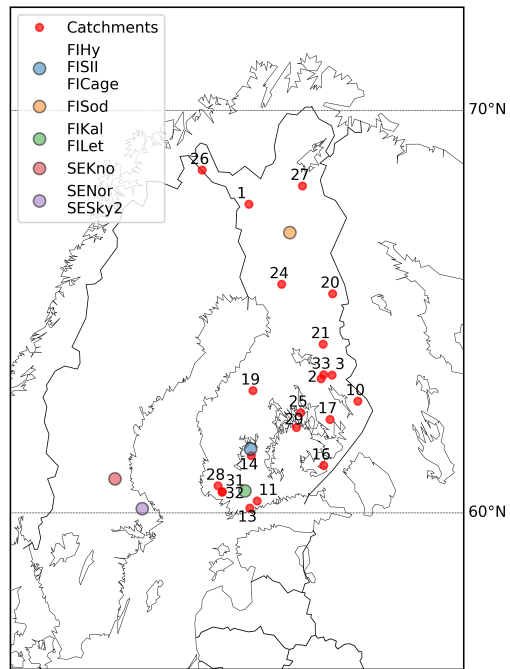 Catchments
FIHy
FISII
FICage
FISod
FIKal
FILet
SEKno
SENor
SESky2
70°N
26
27
1
24
20
21
33 3
2
19
10
25
17
29
14
16
28
31
32
11
13
60°N